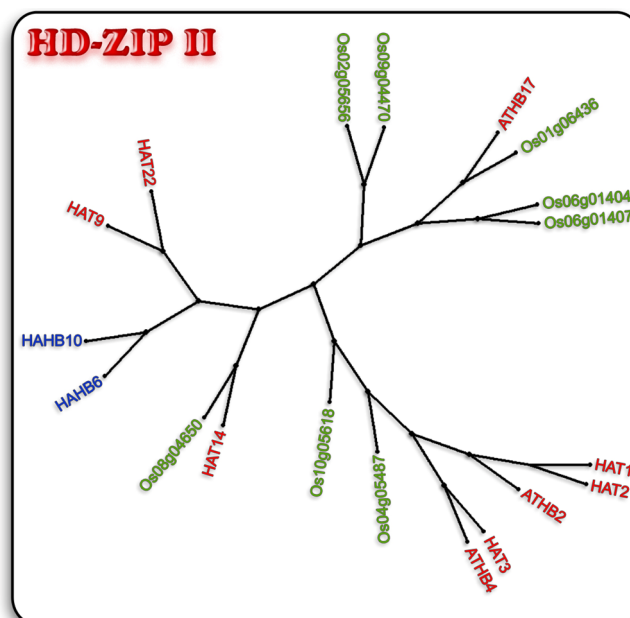 HD-ZIP II
Os02g05656
Os09g04470
ATHB17
Os01g06436
HAT22
HAT9
Os06g01404
Os06g01407
HAHB10
HAHB6
Os08g04650
HAT14
Os10g05618
Os04g05487
HAT1
HAT2
ATHB2
HAT3
ATHB4